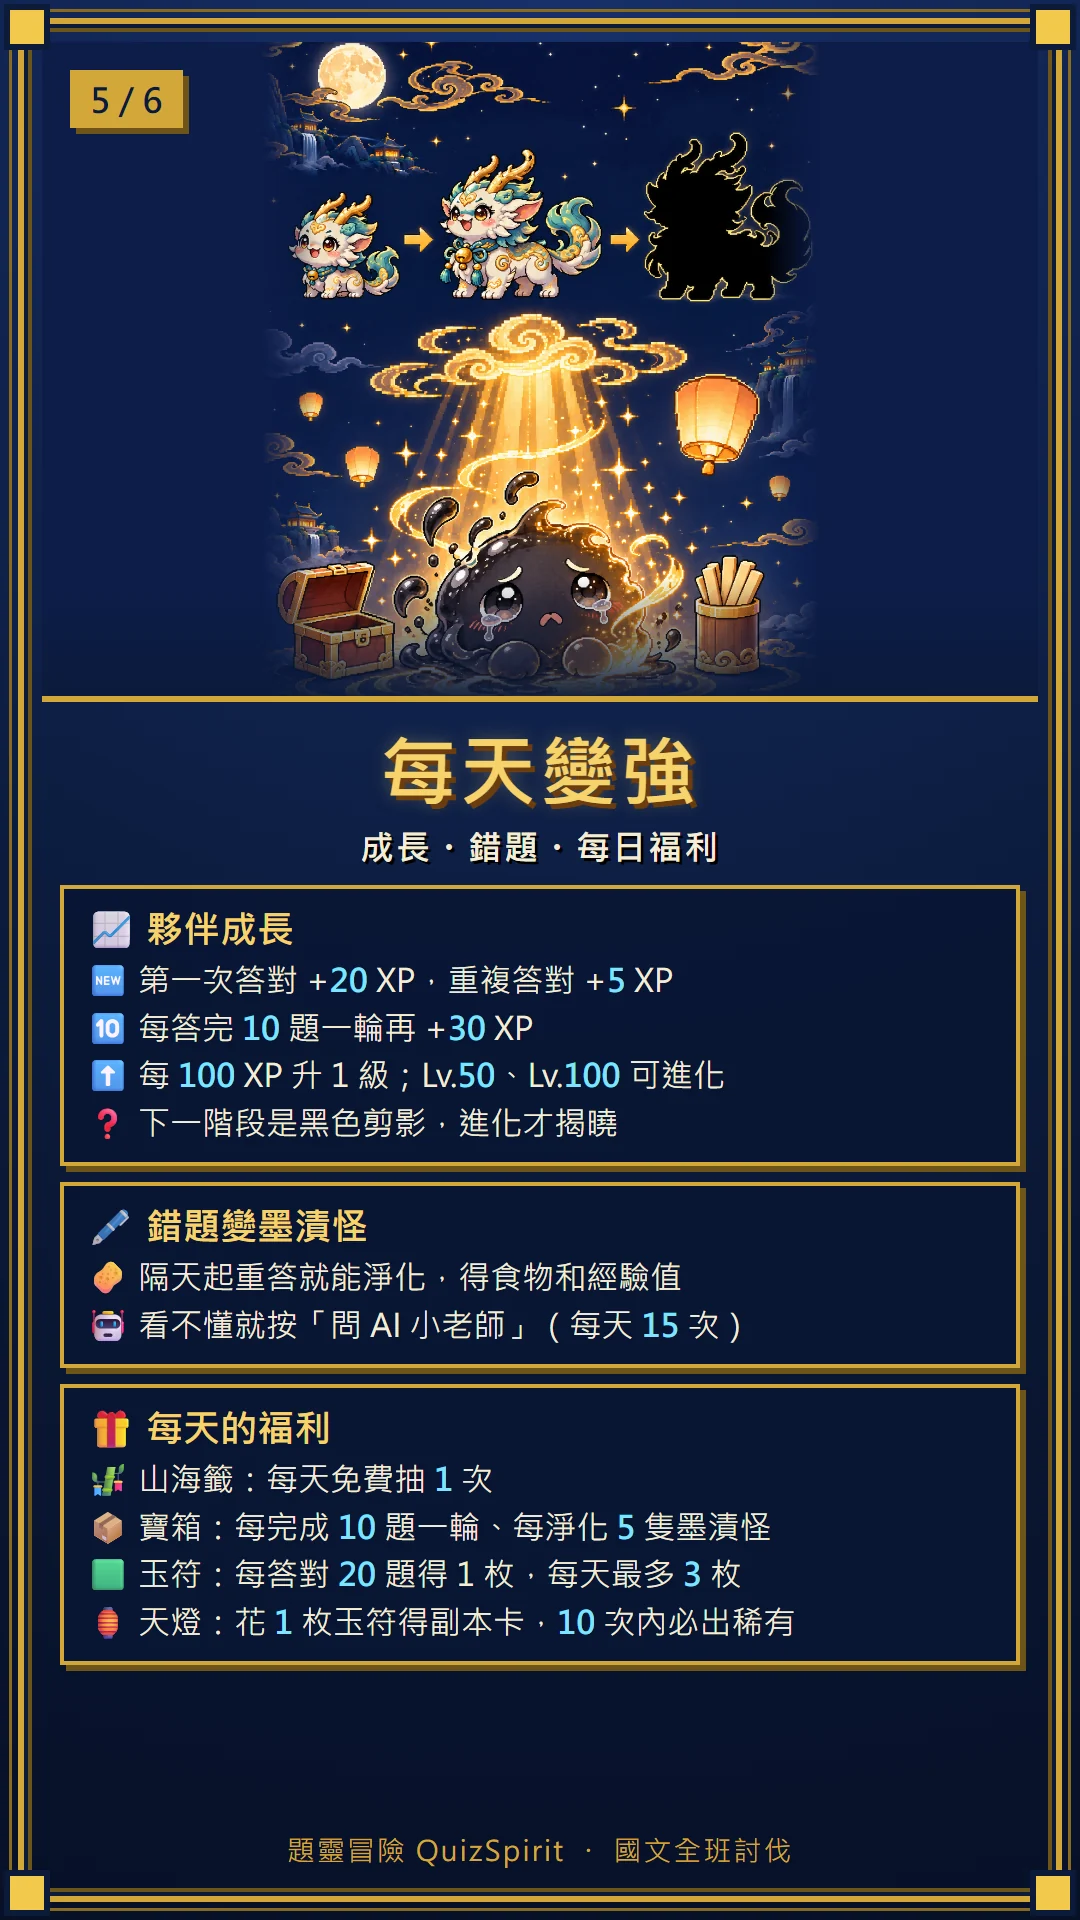 5/6
每天變強
成長・錯題・每日福利
夥伴成長
NEW 第一次答對 +20 XP，重複答對 +5 XP
10 每答完 10 題一輪再 +30 XP
每 100 XP 升 1 級；Lv.50、Lv.100 可進化
❓ 下一階段是黑色剪影，進化才揭曉
錯題變墨漬怪
隔天起重答就能淨化，得食物和經驗值
看不懂就按「問 AI 小老師」（每天 15 次）
每天的福利
山海籤：每天免費抽 1 次
寶箱：每完成 10 題一輪、每淨化 5 隻墨漬怪
玉符：每答對 20 題得 1 枚，每天最多 3 枚
天燈：花 1 枚玉符得副本卡，10 次內必出稀有
題靈冒險 QuizSpirit · 國文全班討伐